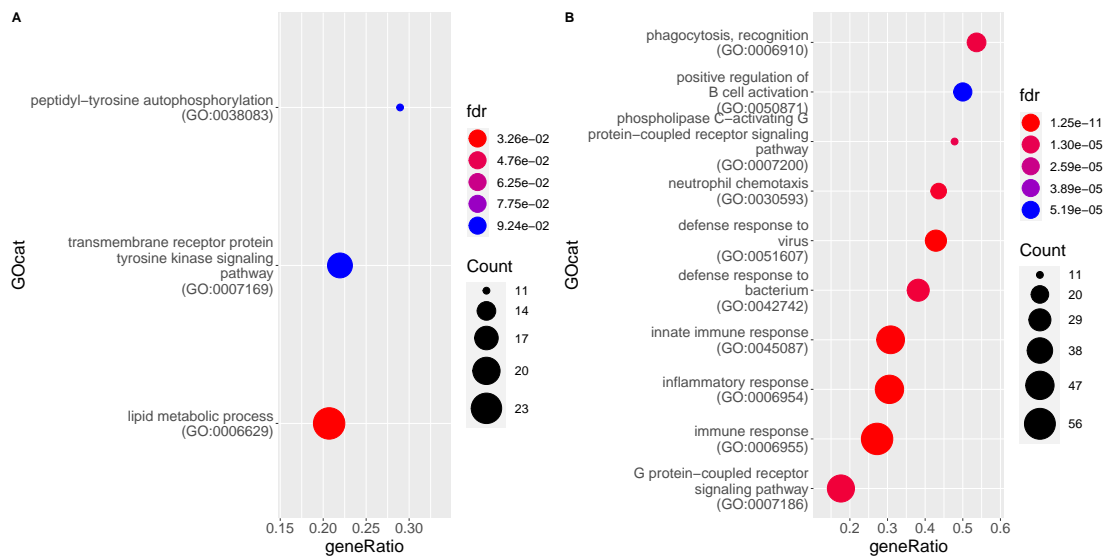 A
peptidyl−tyrosine autophosphorylation
(GO:0038083)
transmembrane receptor protein
tyrosine kinase signaling
pathway
(GO:0007169)
lipid metabolic process
(GO:0006629)
GOcat
0.15
0.20
0.25
0.30
geneRatio
fdr
3.26e−02
4.76e−02
6.25e−02
7.75e−02
9.24e−02
Count
11
14
17
20
23
B
phagocytosis, recognition
(GO:0006910)
positive regulation of
B cell activation
(GO:0050871)
phospholipase C−activating G
protein−coupled receptor signaling
pathway
(GO:0007200)
neutrophil chemotaxis
(GO:0030593)
defense response to
virus
(GO:0051607)
defense response to
bacterium
(GO:0042742)
innate immune response
(GO:0045087)
inflammatory response
(GO:0006954)
immune response
(GO:0006955)
G protein−coupled receptor
signaling pathway
(GO:0007186)
GOcat
0.2
0.3
0.4
0.5
0.6
geneRatio
fdr
1.25e−11
1.30e−05
2.59e−05
3.89e−05
5.19e−05
Count
11
20
29
38
47
56